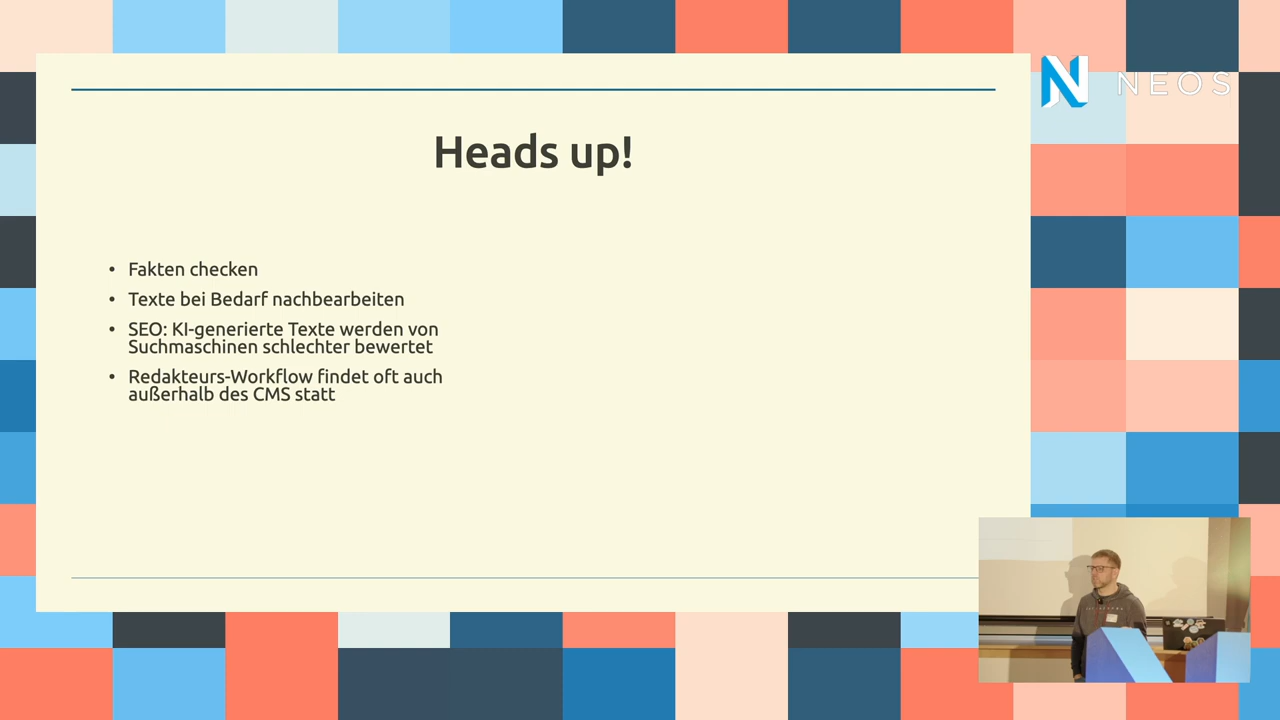 NEOS
Heads up!
• Fakten checken
• Texte bei Bedarf nachbearbeiten
• SEO: KI-generierte Texte werden von
Suchmaschinen schlechter bewertet
• Redakteurs-Workflow findet oft auch
außerhalb des CMS statt